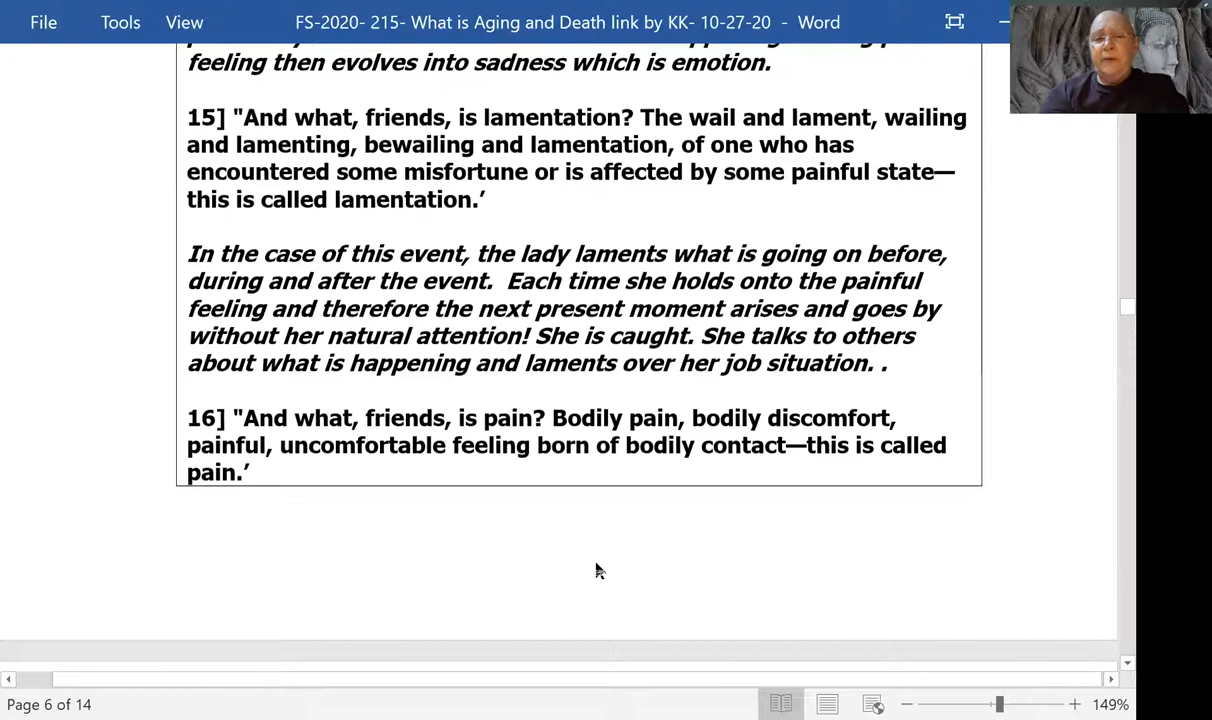 File Tools View FS-2020- 215- What is Aging and Death link by KK- 10-27-20 - Word
feeling then evolves into sadness which is emotion.
15] "And what, friends, is lamentation? The wail and lament, wailing
and lamenting, bewailing and lamentation, of one who has
encountered some misfortune or is affected by some painful state—
this is called lamentation.’
In the case of this event, the lady laments what is going on before,
during and after the event.  Each time she holds onto the painful
feeling and therefore the next present moment arises and goes by
without her natural attention! She is caught. She talks to others
about what is happening and laments over her job situation. .
16] "And what, friends, is pain? Bodily pain, bodily discomfort,
painful, uncomfortable feeling born of bodily contact—this is called
pain.’
Page 6 of 14 149%